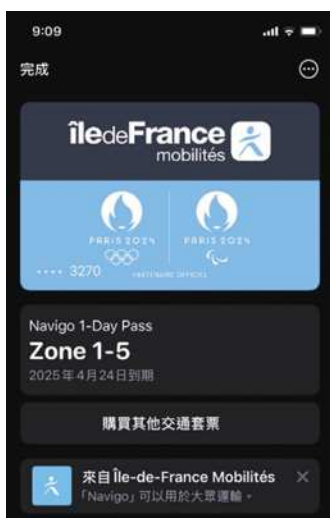 9:09
完成
îledeFrance
mobilités
PARIS 2024 PARIS 2024
.... 3270
PARTENAIRE OFFICIEL
Navigo 1-Day Pass
Zone 1-5
2025年4月24日到期
購買其他交通套票
來自 Île-de-France Mobilités
「Navigo」可以用於大眾運輸。